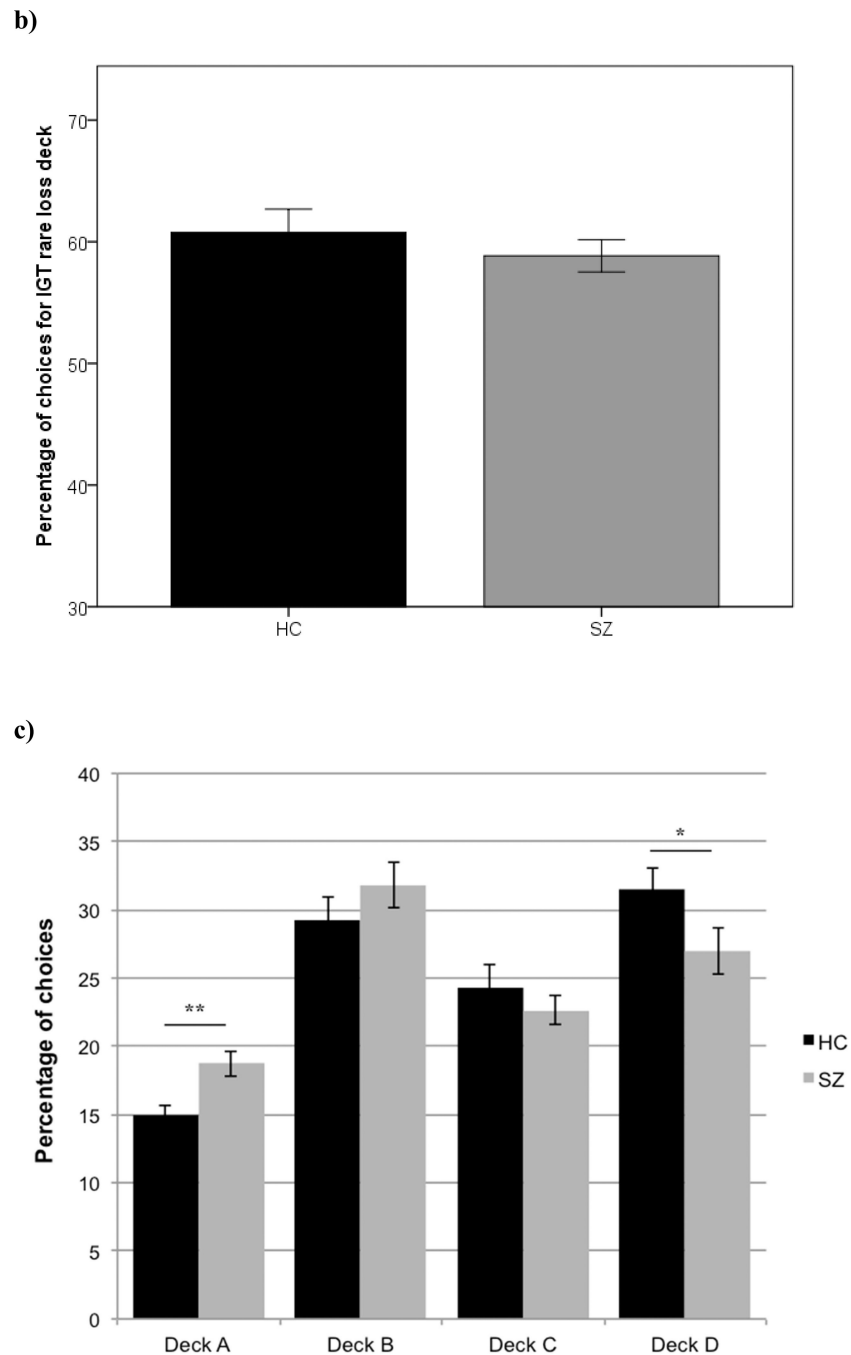 b)
Percentage of choices for IGT rare loss deck
70
60
50
40
30
HC
SZ
c)
Percentage of choices
40
35
30
25
20
15
10
5
0
**
*
HC
SZ
Deck A
Deck B
Deck C
Deck D